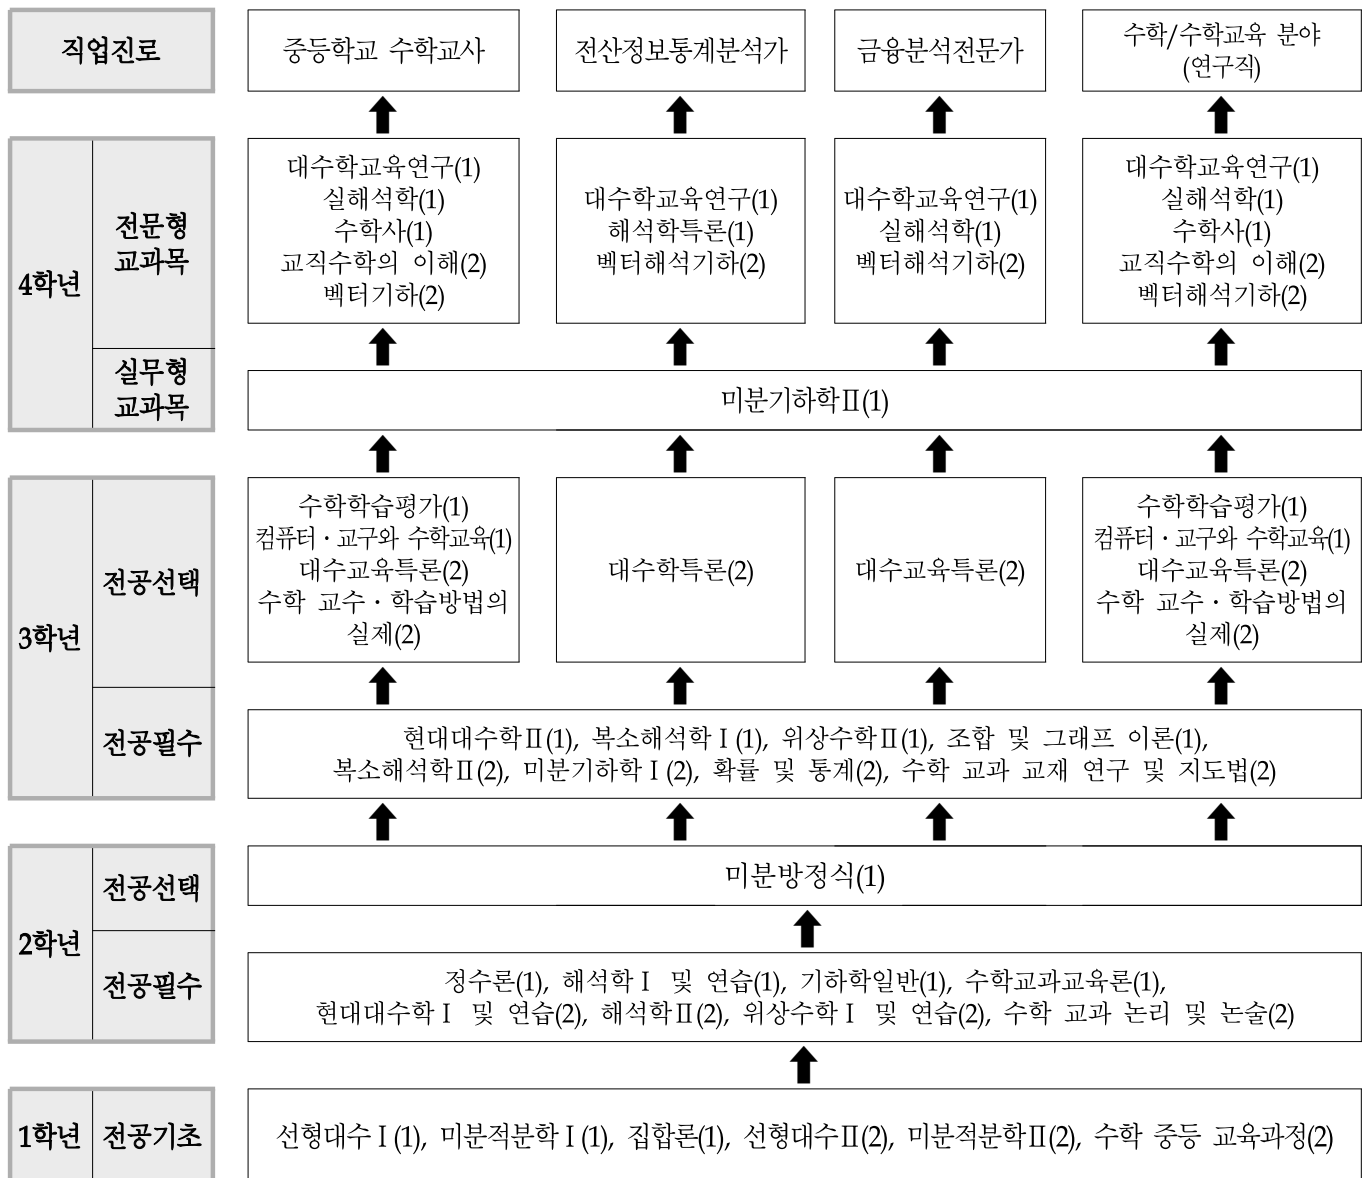 직업진로
중등학교 수학교사
전산정보통계분석가
금융분석전문가
수학/수학교육 분야
(연구직)
4학년
전문형
교과목
대수학교육연구(1)
실해석학(1)
수학사(1)
교직수학의 이해(2)
벡터기하(2)
대수학교육연구(1)
해석학특론(1)
벡터해석기하(2)
대수학교육연구(1)
실해석학(1)
벡터해석기하(2)
대수학교육연구(1)
실해석학(1)
수학사(1)
교직수학의 이해(2)
벡터해석기하(2)
실무형
교과목
미분기하학Ⅱ(1)
3학년
전공선택
수학학습평가(1)
컴퓨터・교구와 수학교육(1)
대수교육특론(2)
수학 교수・학습방법의
실제(2)
대수학특론(2)
대수교육특론(2)
수학학습평가(1)
컴퓨터・교구와 수학교육(1)
대수교육특론(2)
수학 교수・학습방법의
실제(2)
전공필수
현대대수학Ⅱ(1), 복소해석학Ⅰ(1), 위상수학Ⅱ(1), 조합 및 그래프 이론(1),
복소해석학Ⅱ(2), 미분기하학Ⅰ(2), 확률 및 통계(2), 수학 교과 교재 연구 및 지도법(2)
2학년
전공선택
미분방정식(1)
전공필수
정수론(1), 해석학Ⅰ 및 연습(1), 기하학일반(1), 수학교과교육론(1),
현대대수학Ⅰ 및 연습(2), 해석학Ⅱ(2), 위상수학Ⅰ 및 연습(2), 수학 교과 논리 및 논술(2)
1학년
전공기초
선형대수Ⅰ(1), 미분적분학Ⅰ(1), 집합론(1), 선형대수Ⅱ(2), 미분적분학Ⅱ(2), 수학 중등 교육과정(2)